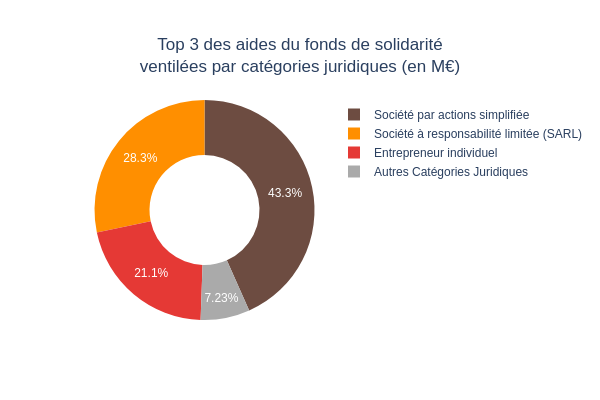 Top 3 des aides du fonds de solidarité
ventilées par catégories juridiques (en M€)
Société par actions simplifiée
Société à responsabilité limitée (SARL)
Entrepreneur individuel
Autres Catégories Juridiques
28.3%
43.3%
21.1%
7.23%